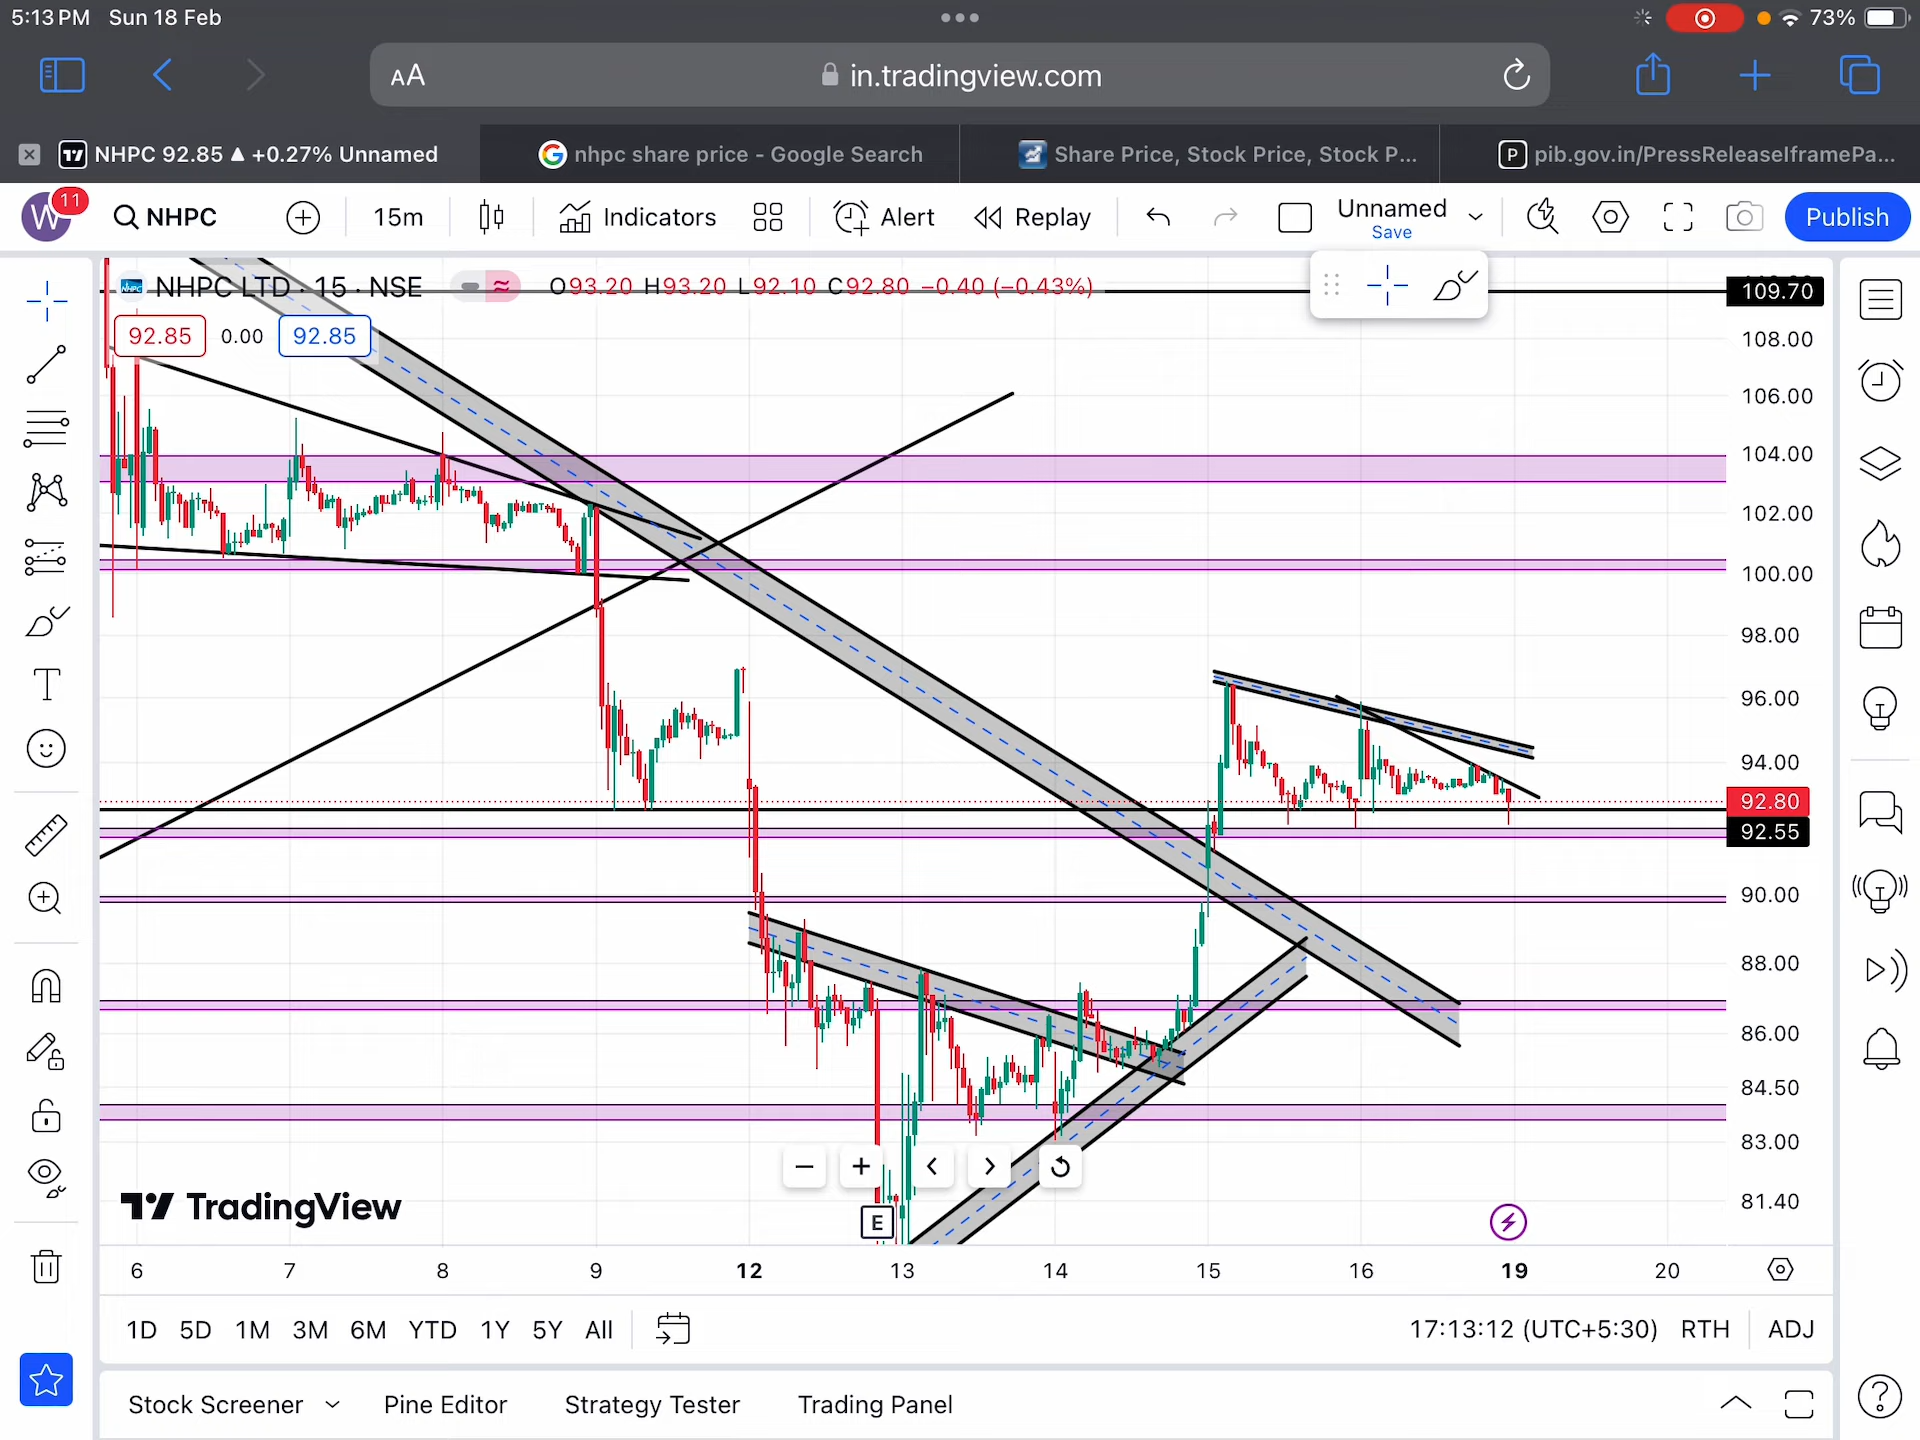 5:13 PM Sun 18 Feb
73%
AA in.tradingview.com
NHPC 92.85 ▲ +0.27% Unnamed
nhpc share price - Google Search
Share Price, Stock Price, Stock P...
pib.gov.in/PressReleaseIframePa...
W 11 NHPC 15m Indicators Alert Replay Unnamed Save Publish
NHPC LTD · 15 · NSE O93.20 H93.20 L92.10 C92.80 −0.40 (−0.43%)
92.85 0.00 92.85
109.70
108.00
106.00
104.00
102.00
100.00
98.00
96.00
94.00
92.80
92.55
90.00
88.00
86.00
84.50
83.00
81.40
TradingView
E
6 7 8 9 12 13 14 15 16 19 20
1D 5D 1M 3M 6M YTD 1Y 5Y All 17:13:12 (UTC+5:30) RTH ADJ
Stock Screener Pine Editor Strategy Tester Trading Panel